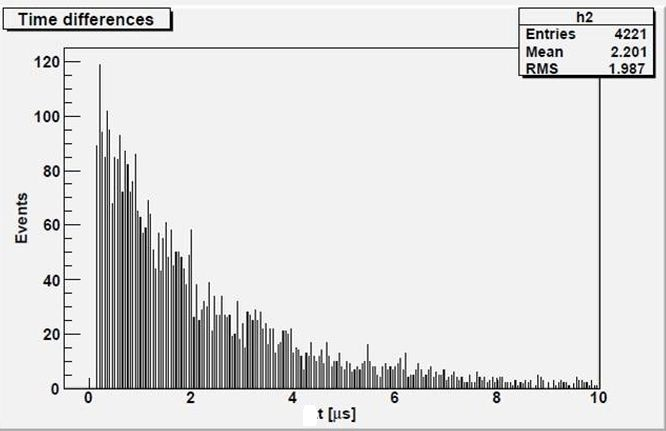 Time differences
h2
Entries 4221
Mean 2.201
RMS 1.987
120
100
80
60
40
20
0
Events
0 2 4 6 8 10
t [μs]